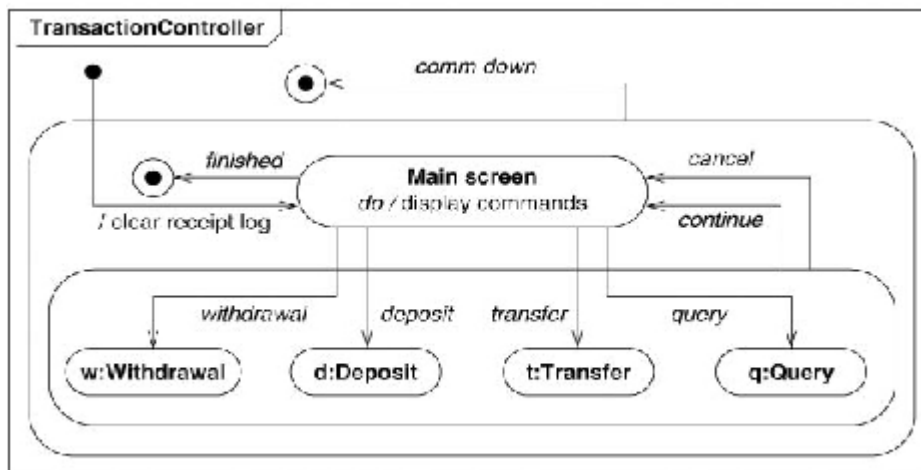 TransactionController
comm down
finished
Main screen
cancel
do / display commands
/ clear receipt log
continue
withdrawal
deposit
transfer
query
w:Withdrawal
d:Deposit
t:Transfer
q:Query